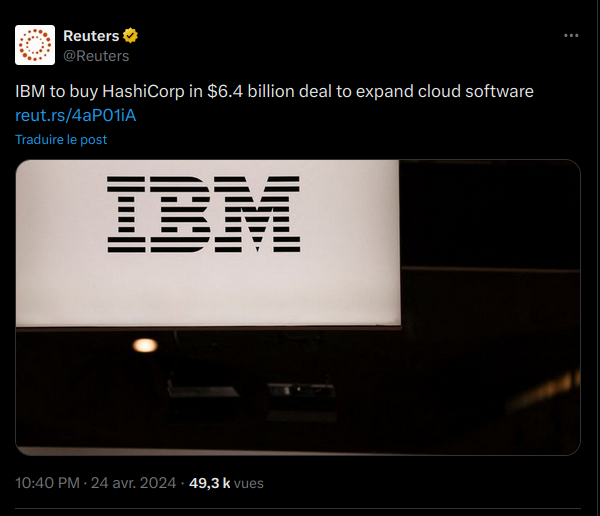 Reuters
@Reuters
IBM to buy HashiCorp in $6.4 billion deal to expand cloud software
reut.rs/4aP01iA
Traduire le post
IBM
10:40 PM · 24 avr. 2024 · 49,3 k vues